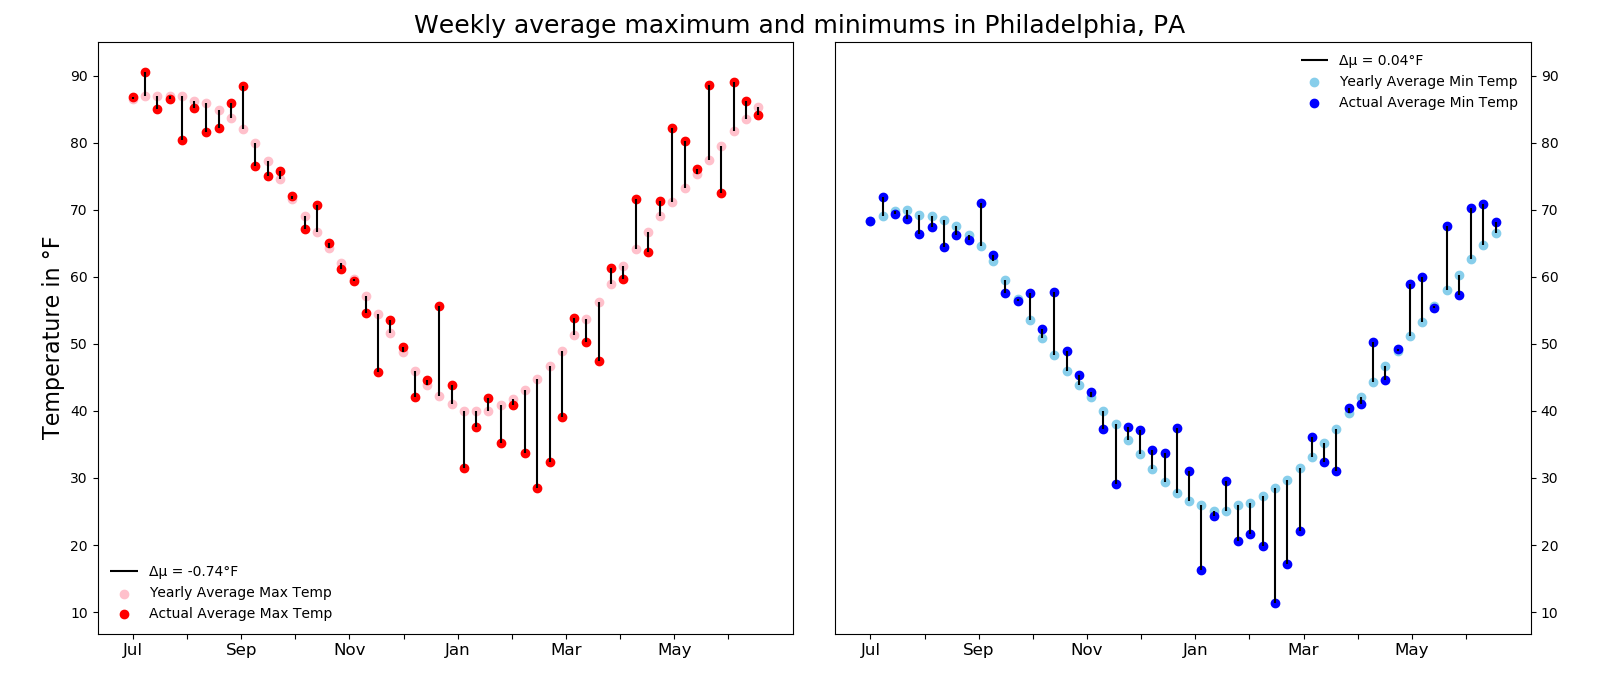 Weekly average maximum and minimums in Philadelphia, PA
Temperature in °F
90
80
70
60
50
40
30
20
10
Δμ = -0.74°F
Yearly Average Max Temp
Actual Average Max Temp
Jul
Sep
Nov
Jan
Mar
May
Δμ = 0.04°F
Yearly Average Min Temp
Actual Average Min Temp
90
80
70
60
50
40
30
20
10
Jul
Sep
Nov
Jan
Mar
May